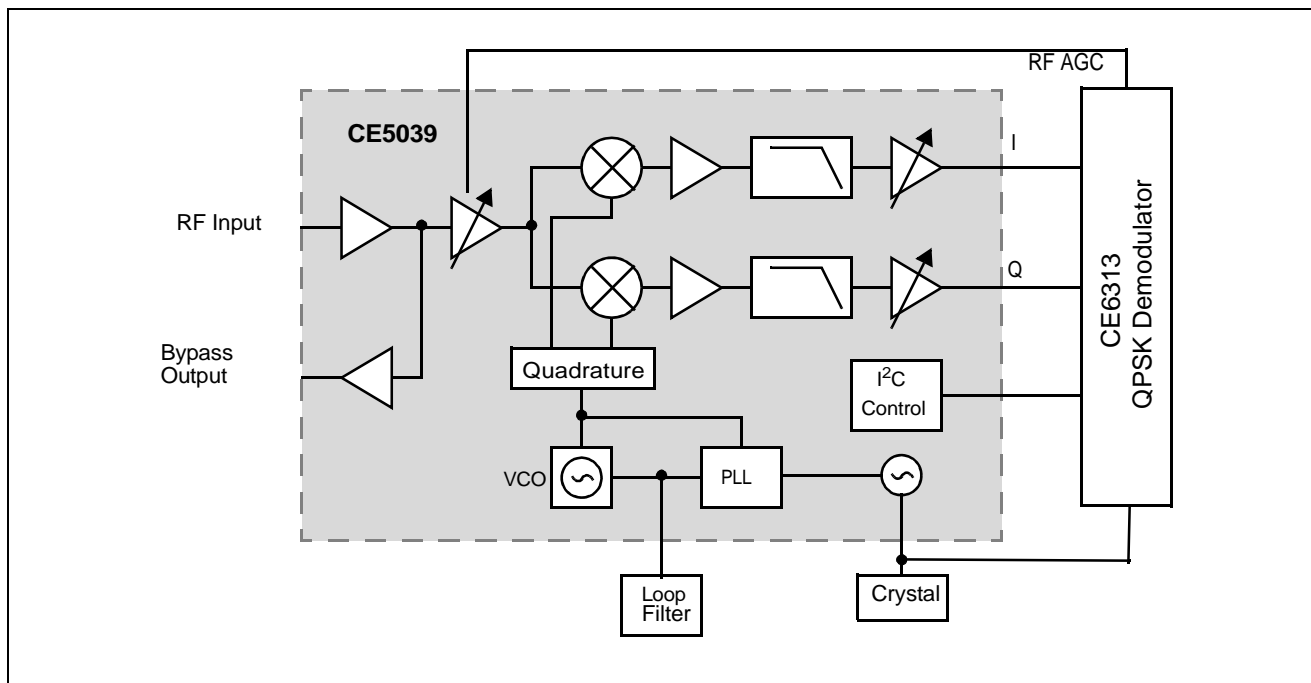 RF AGC
CE5039
I
RF Input
Q
CE6313
QPSK Demodulator
Bypass
Output
Quadrature
I²C
Control
VCO
PLL
Loop
Filter
Crystal